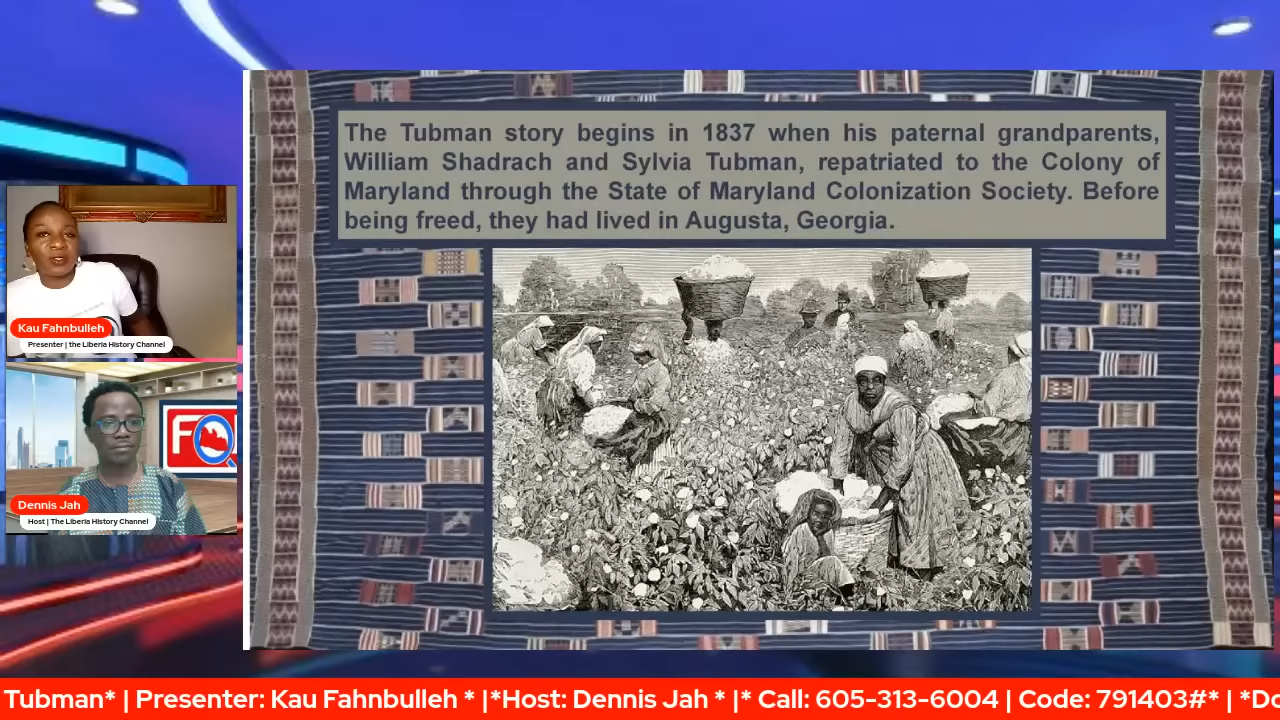 The Tubman story begins in 1837 when his paternal grandparents,
William Shadrach and Sylvia Tubman, repatriated to the Colony of
Maryland through the State of Maryland Colonization Society. Before
being freed, they had lived in Augusta, Georgia.
Kau Fahnbulleh
Presenter | the Liberia History Channel
FQ
Dennis Jah
Host | The Liberia History Channel
Tubman* | Presenter: Kau Fahnbulleh * |*Host: Dennis Jah * |* Call: 605-313-6004 | Code: 791403#* | *Do